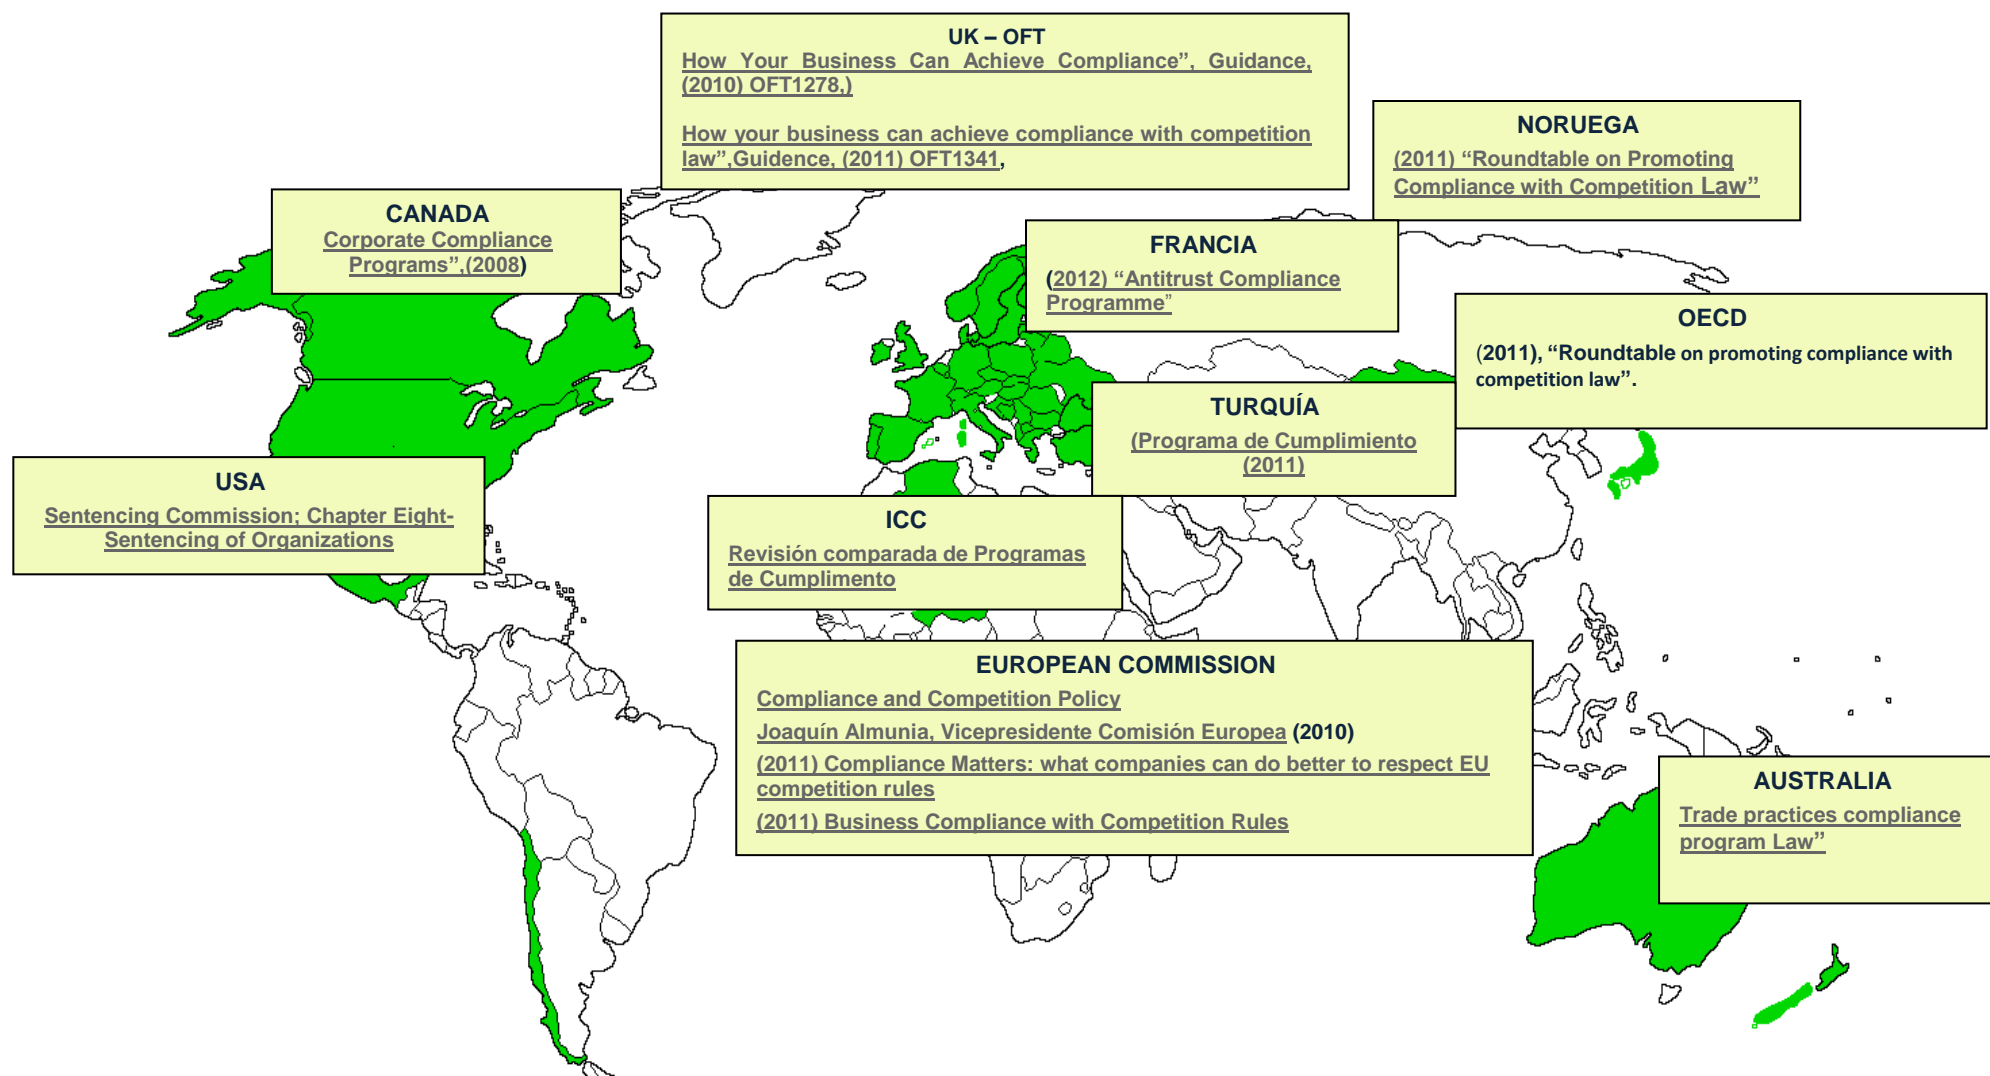 UK – OFT
How Your Business Can Achieve Compliance”, Guidance,
(2010) OFT1278,)
How your business can achieve compliance with competition
law”,Guidence, (2011) OFT1341,
NORUEGA
(2011) “Roundtable on Promoting
Compliance with Competition Law”
CANADA
Corporate Compliance
Programs”,(2008)
FRANCIA
(2012) “Antitrust Compliance
Programme”
OECD
(2011), “Roundtable on promoting compliance with
competition law”.
TURQUÍA
(Programa de Cumplimiento
(2011)
USA
Sentencing Commission; Chapter Eight-
Sentencing of Organizations
ICC
Revisión comparada de Programas
de Cumplimento
EUROPEAN COMMISSION
Compliance and Competition Policy
Joaquín Almunia, Vicepresidente Comisión Europea (2010)
(2011) Compliance Matters: what companies can do better to respect EU
competition rules
(2011) Business Compliance with Competition Rules
AUSTRALIA
Trade practices compliance
program Law”